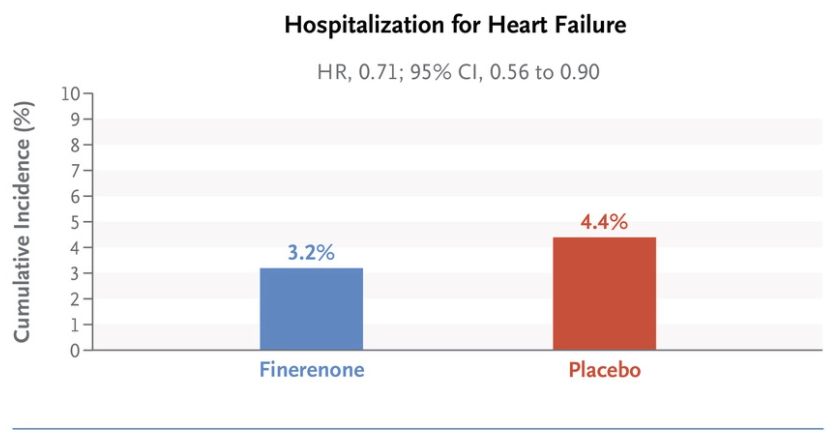 Hospitalization for Heart Failure
HR, 0.71; 95% CI, 0.56 to 0.90
Cumulative Incidence (%)
10
9
8
7
6
5
4
3
2
1
0
3.2%
4.4%
Finerenone
Placebo